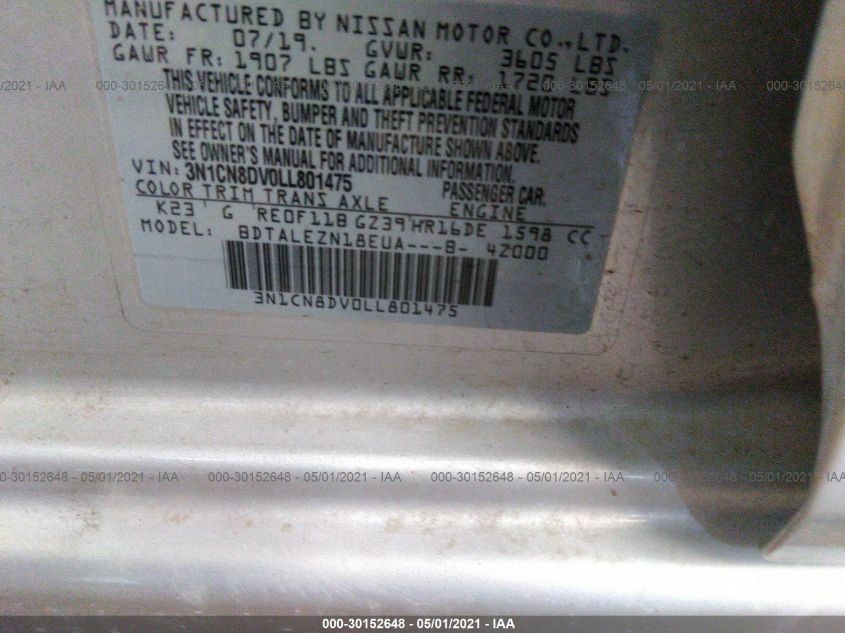 MANUFACTURED BY NISSAN MOTOR CO.,LTD.
DATE: 07/19. GVWR: 3605 LBS
GAWR FR: 1907 LBS GAWR RR: 1720 LBS
THIS VEHICLE CONFORMS TO ALL APPLICABLE FEDERAL MOTOR
VEHICLE SAFETY, BUMPER AND THEFT PREVENTION STANDARDS
IN EFFECT ON THE DATE OF MANUFACTURE SHOWN ABOVE.
SEE OWNER'S MANUAL FOR ADDITIONAL INFORMATION.
VIN: 3N1CN8DV0LL801475 PASSENGER CAR.
COLOR TRIM TRANS AXLE ENGINE
K23 ' G 'RE0F11B GZ39'HR16DE 1598 CC
MODEL: BDTALEZN18EUA---B- 4Z000
3N1CN8DV0LL801475
000-30152648 - 05/01/2021 - IAA 000-30152648 - 05/01/2021 - IAA 000-30152648 - 05/01/2021 - IAA 000-30152648 - 05/01/2021
000-30152648 - 05/01/2021 - IAA